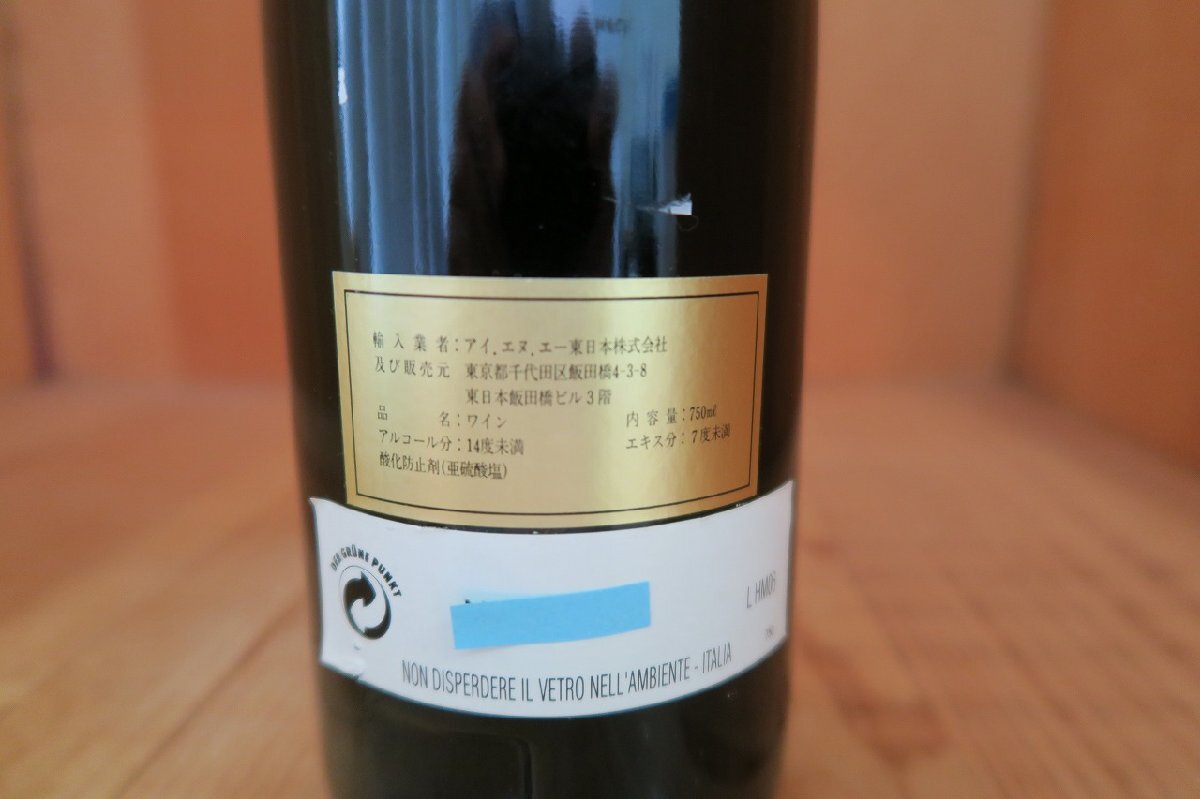 輸入業者：アイ.エヌ.エー東日本株式会社
及び販売元 東京都千代田区飯田橋4-3-8
東日本飯田橋ビル3階
品名：ワイン 内容量：750mℓ
アルコール分：14度未満 エキス分：7度未満
酸化防止剤(亜硫酸塩)
DER GRÜNE PUNKT
L HM06
NON DISPERDERE IL VETRO NELL'AMBIENTE - ITALIA